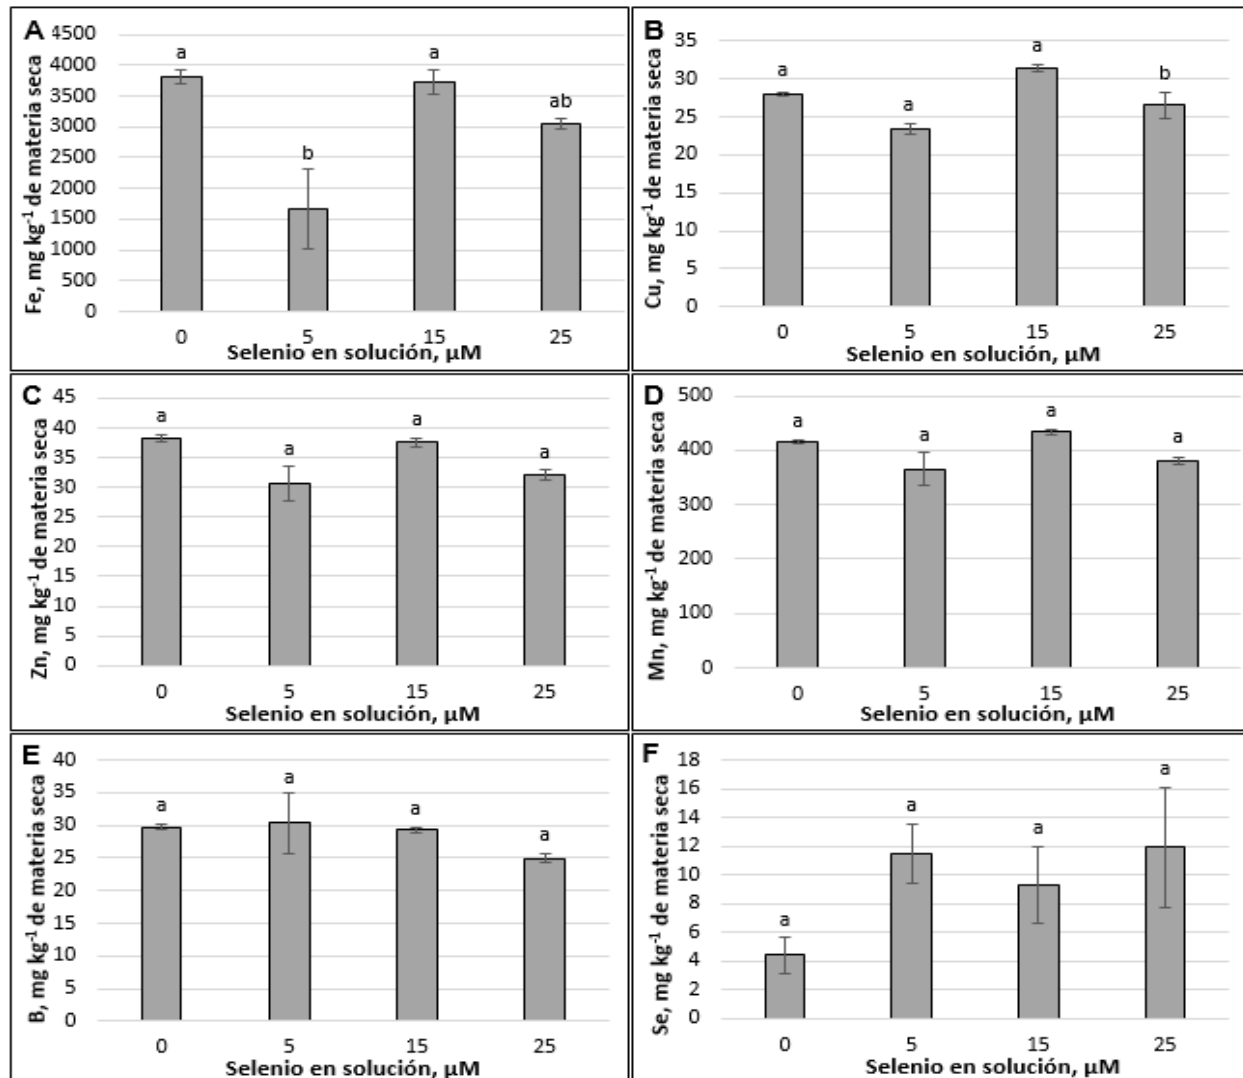 A
Fe, mg kg⁻¹ de materia seca
4500
4000
3500
3000
2500
2000
1500
1000
500
0
a
b
a
ab
0 5 15 25
Selenio en solución, µM
B
Cu, mg kg⁻¹ de materia seca
35
30
25
20
15
10
5
0
a
a
a
b
0 5 15 25
Selenio en solución, µM
C
Zn, mg kg⁻¹ de materia seca
45
40
35
30
25
20
15
10
5
0
a
a
a
a
0 5 15 25
Selenio en solución, µM
D
Mn, mg kg⁻¹ de materia seca
500
400
300
200
100
0
a
a
a
a
0 5 15 25
Selenio en solución, µM
E
B, mg kg⁻¹ de materia seca
40
35
30
25
20
15
10
5
0
a
a
a
a
0 5 15 25
Selenio en solución, µM
F
Se, mg kg⁻¹ de materia seca
18
16
14
12
10
8
6
4
2
0
a
a
a
a
0 5 15 25
Selenio en solución, µM